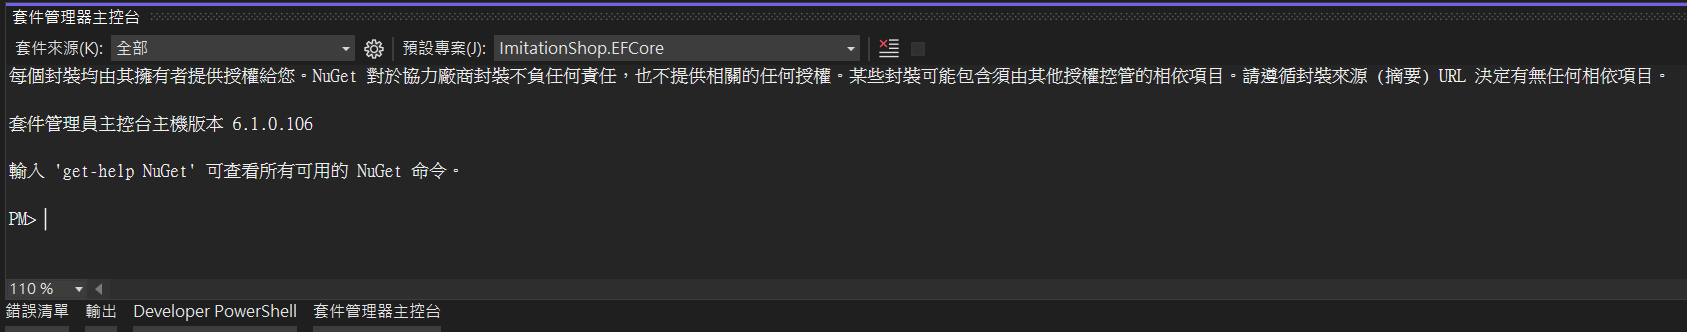 套件管理器主控台
套件來源(K): 全部 預設專案(J): ImitationShop.EFCore
每個封裝均由其擁有者提供授權給您。NuGet 對於協力廠商封裝不負任何責任，也不提供相關的任何授權。某些封裝可能包含須由其他授權控管的相依項目。請遵循封裝來源 (摘要) URL 決定有無任何相依項目。
套件管理員主控台主機版本 6.1.0.106
輸入 'get-help NuGet' 可查看所有可用的 NuGet 命令。
PM>
110 %
錯誤清單 輸出 Developer PowerShell 套件管理器主控台